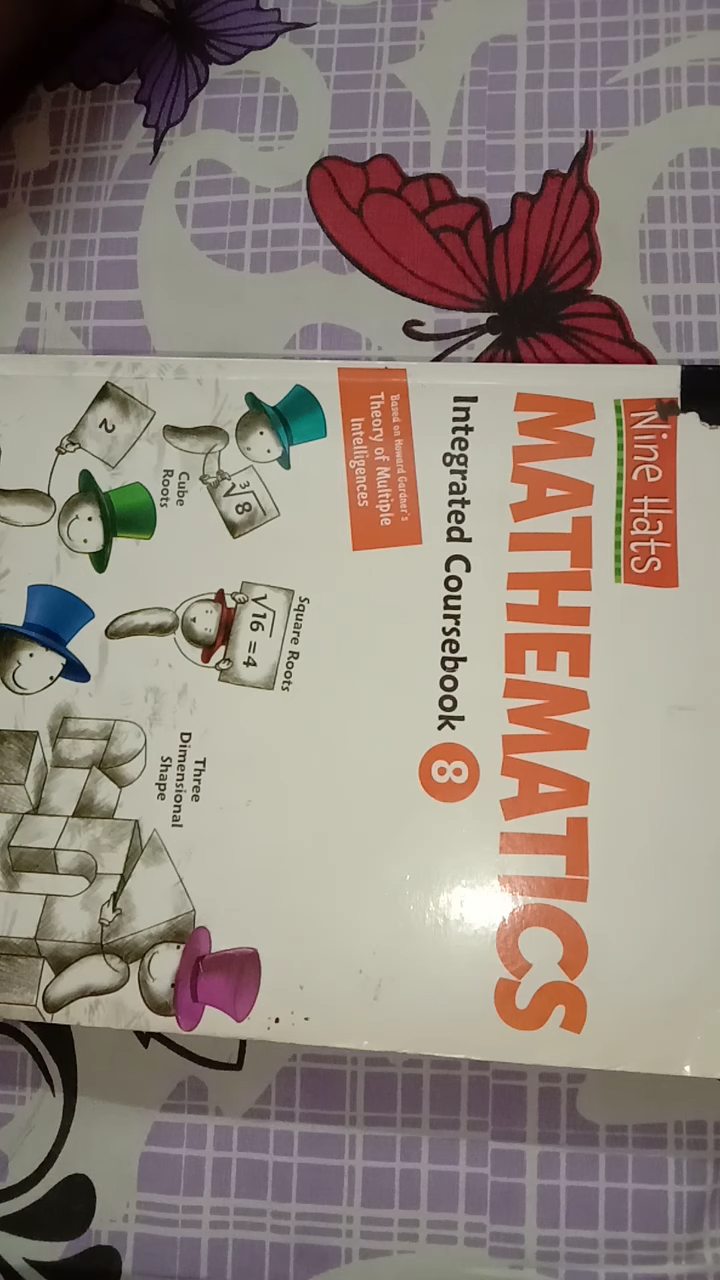 Nine Hats
MATHEMATICS
Integrated Coursebook 8
Based on Howard Gardner's
Theory of Multiple
Intelligences
Square Roots
√16 = 4
∛8
Cube
Roots
2
Three
Dimensional
Shape